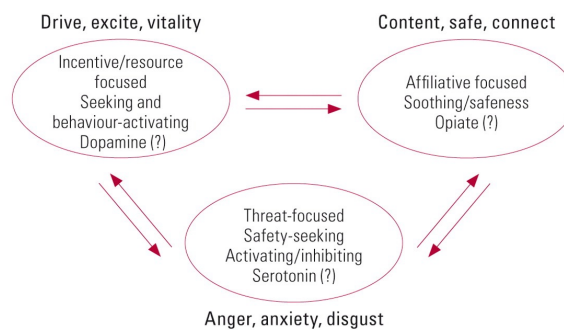 Drive, excite, vitality
Incentive/resource
focused
Seeking and
behaviour-activating
Dopamine (?)
Content, safe, connect
Affiliative focused
Soothing/safeness
Opiate (?)
Threat-focused
Safety-seeking
Activating/inhibiting
Serotonin (?)
Anger, anxiety, disgust